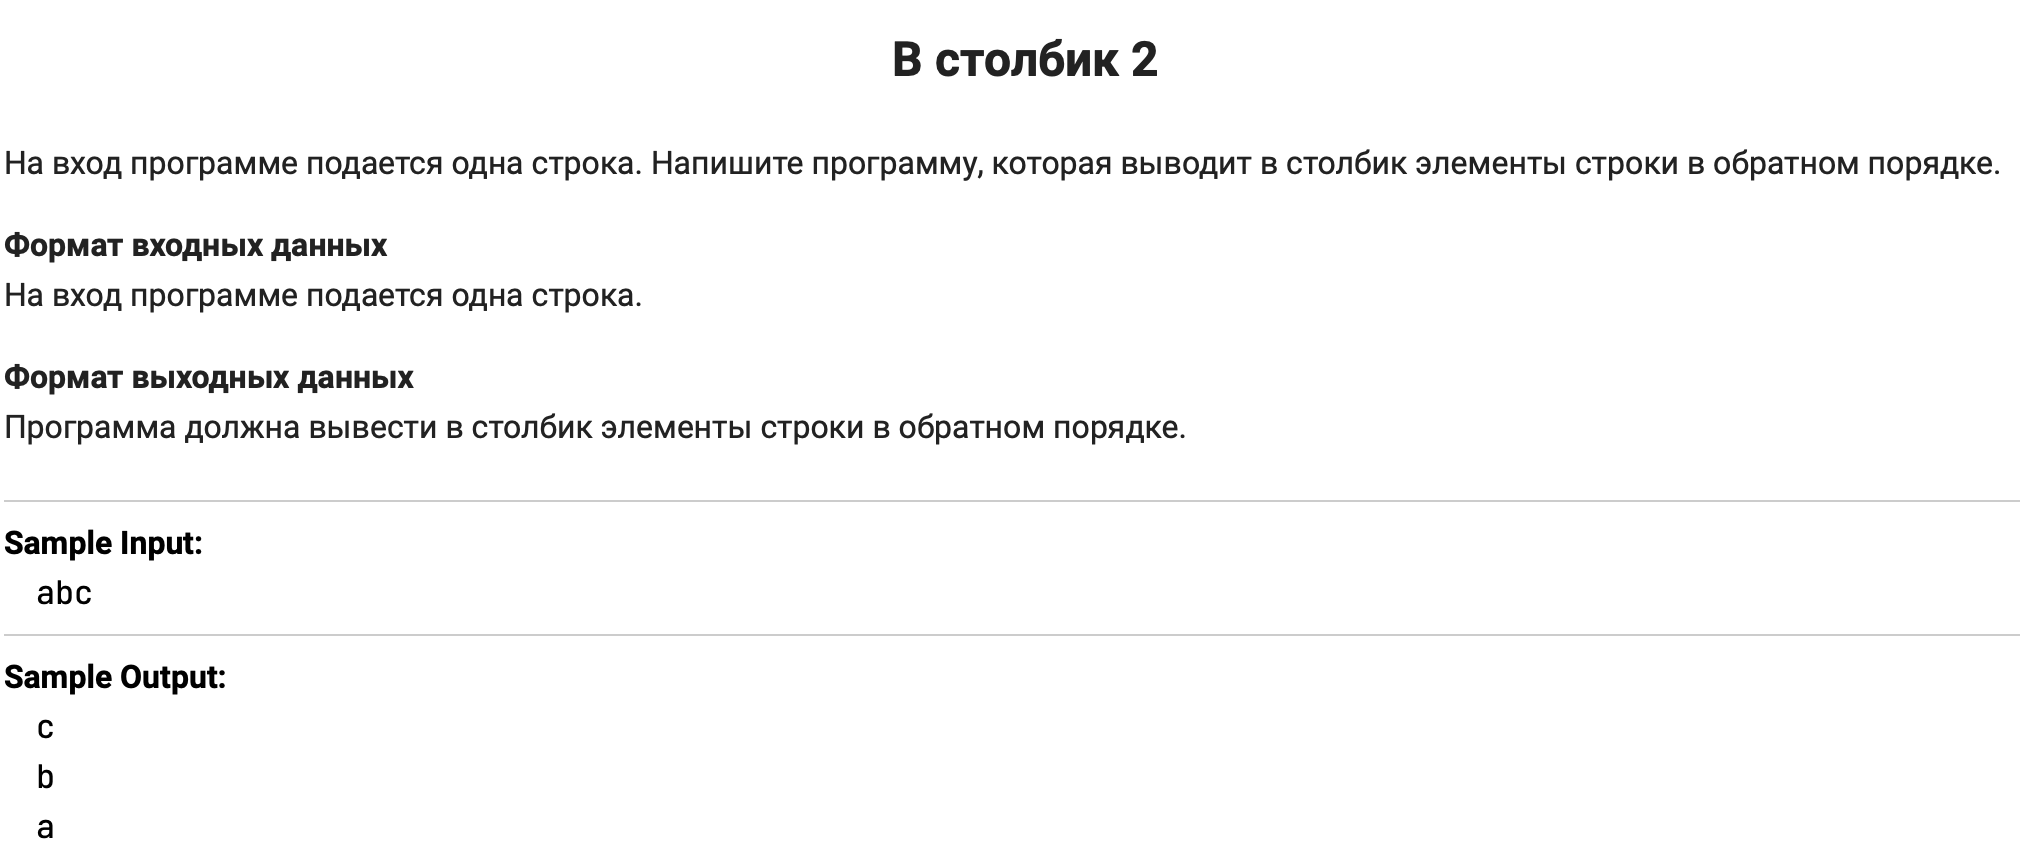 В столбик 2
На вход программе подается одна строка. Напишите программу, которая выводит в столбик элементы строки в обратном порядке.
Формат входных данных
На вход программе подается одна строка.
Формат выходных данных
Программа должна вывести в столбик элементы строки в обратном порядке.
Sample Input:
abc
Sample Output:
c
b
a